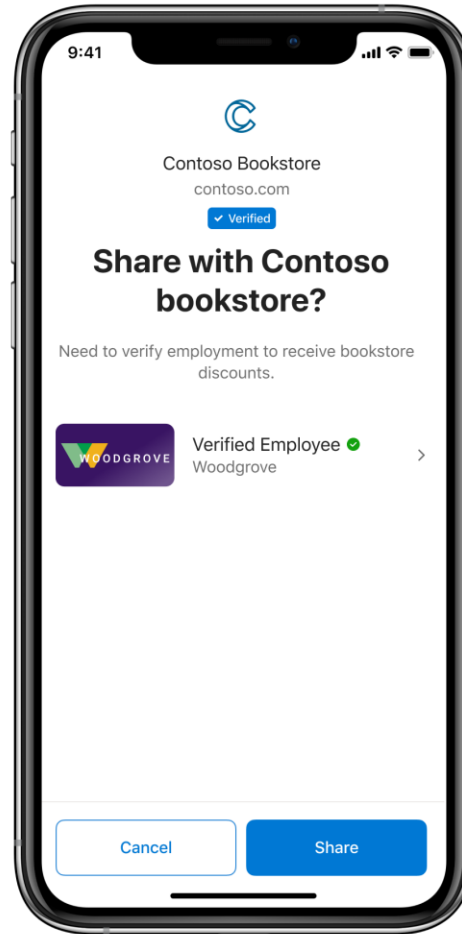 9:41
Contoso Bookstore
contoso.com
Verified
Share with Contoso
bookstore?
Need to verify employment to receive bookstore
discounts.
WOODGROVE
Verified Employee
Woodgrove
Cancel
Share